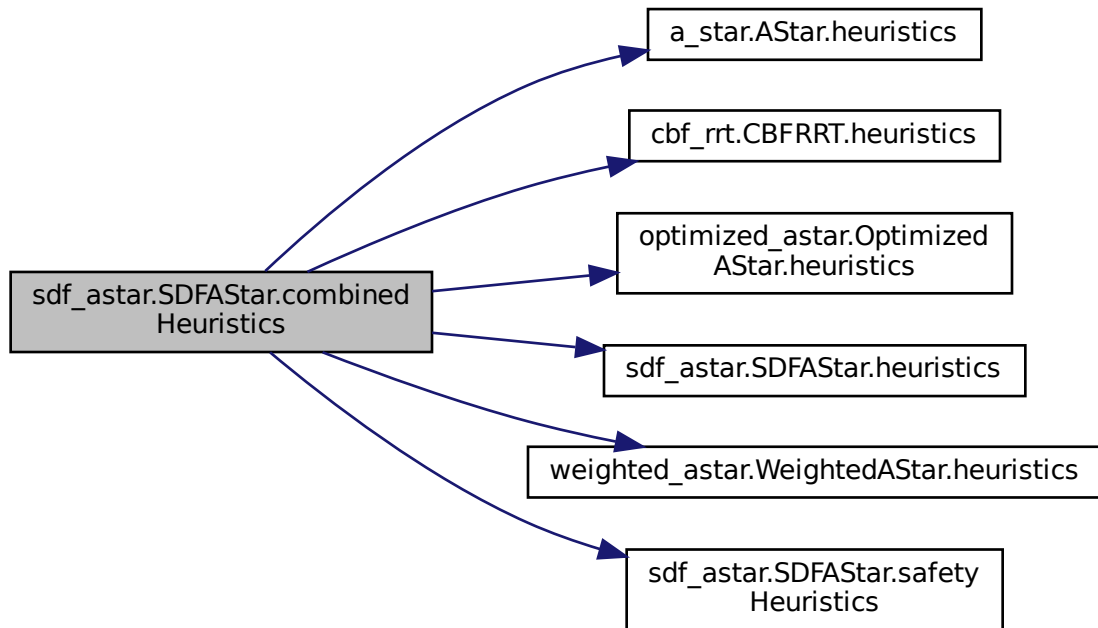 a_star.AStar.heuristics
cbf_rrt.CBFRRT.heuristics
optimized_astar.Optimized
AStar.heuristics
sdf_astar.SDFAStar.combined
Heuristics
sdf_astar.SDFAStar.heuristics
weighted_astar.WeightedAStar.heuristics
sdf_astar.SDFAStar.safety
Heuristics